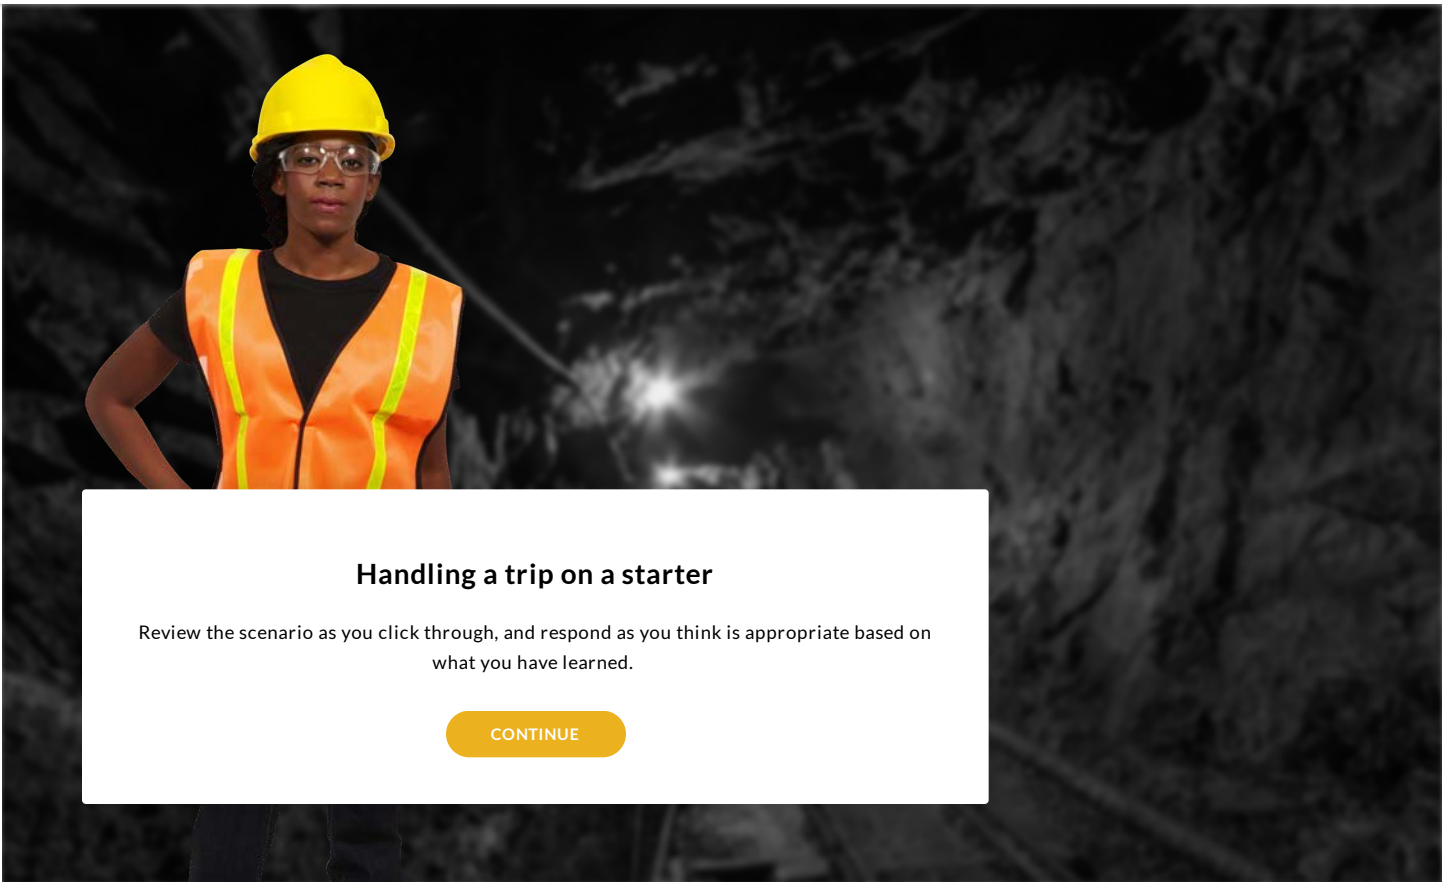 Handling a trip on a starter
Review the scenario as you click through, and respond as you think is appropriate based on
what you have learned.
CONTINUE